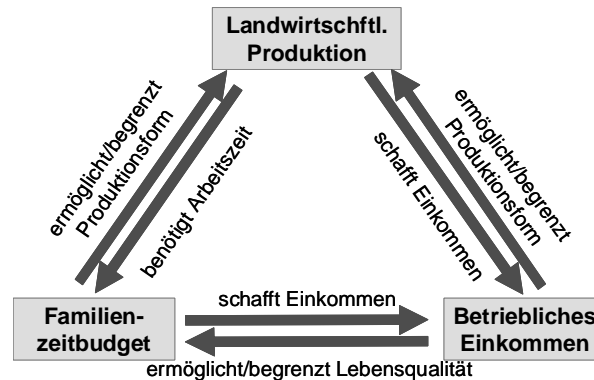 Landwirtschftl.
Produktion
ermöglicht/begrenzt
Produktionsform
benötigt Arbeitszeit
schafft Einkommen
ermöglicht/begrenzt
Produktionsform
Familien-
zeitbudget
schafft Einkommen
Betriebliches
Einkommen
ermöglicht/begrenzt Lebensqualität